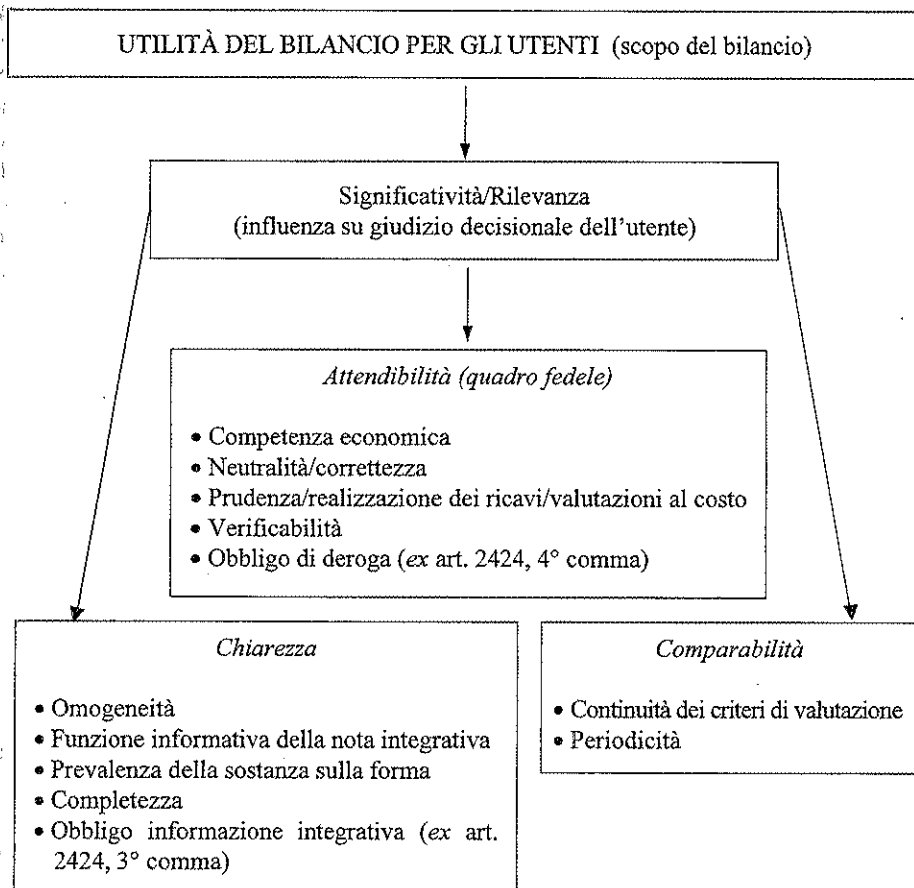 UTILITÀ DEL BILANCIO PER GLI UTENTI (scopo del bilancio)
Significatività/Rilevanza
(influenza su giudizio decisionale dell’utente)
Attendibilità (quadro fedele)
• Competenza economica
• Neutralità/correttezza
• Prudenza/realizzazione dei ricavi/valutazioni al costo
• Verificabilità
• Obbligo di deroga (ex art. 2424, 4° comma)
Chiarezza
• Omogeneità
• Funzione informativa della nota integrativa
• Prevalenza della sostanza sulla forma
• Completezza
• Obbligo informazione integrativa (ex art.
2424, 3° comma)
Comparabilità
• Continuità dei criteri di valutazione
• Periodicità